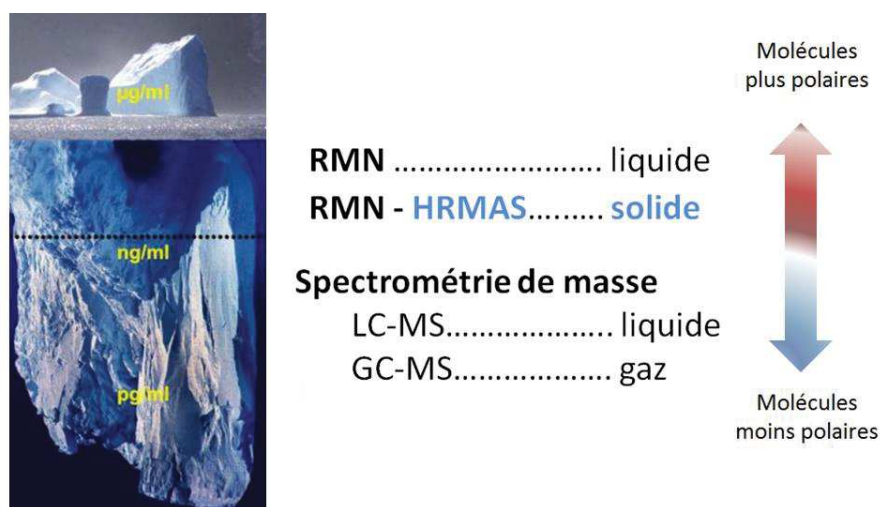 µg/ml
ng/ml
pg/ml
RMN ........................ liquide
RMN - HRMAS.......... solide
Spectrométrie de masse
LC-MS.................... liquide
GC-MS................... gaz
Molécules
plus polaires
Molécules
moins polaires